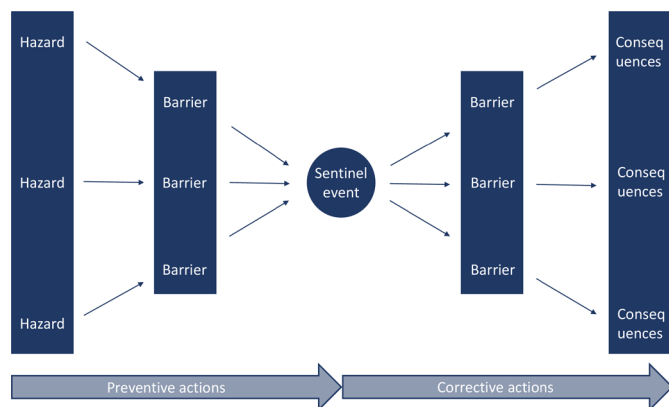 Hazard
Hazard
Hazard
Barrier
Barrier
Barrier
Sentinel
event
Barrier
Barrier
Barrier
Conseq
uences
Conseq
uences
Conseq
uences
Preventive actions
Corrective actions